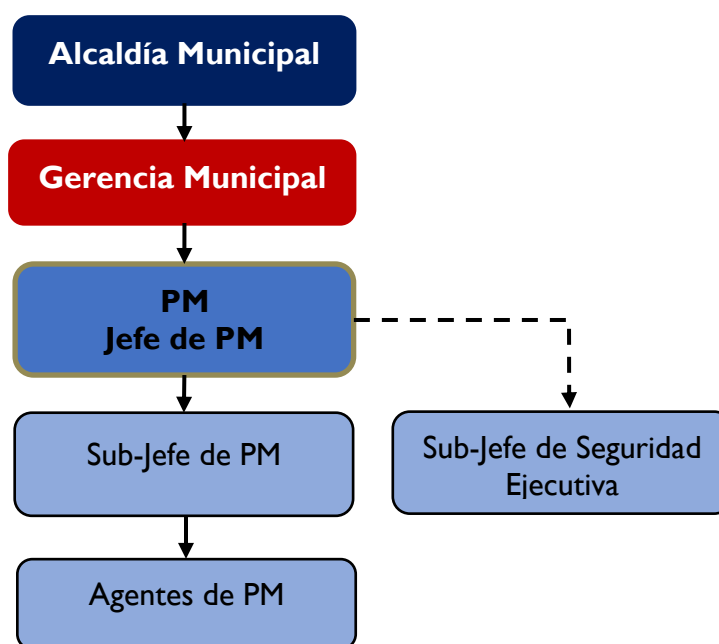 Alcaldía Municipal
Gerencia Municipal
PM
Jefe de PM
Sub-Jefe de PM
Sub-Jefe de Seguridad
Ejecutiva
Agentes de PM